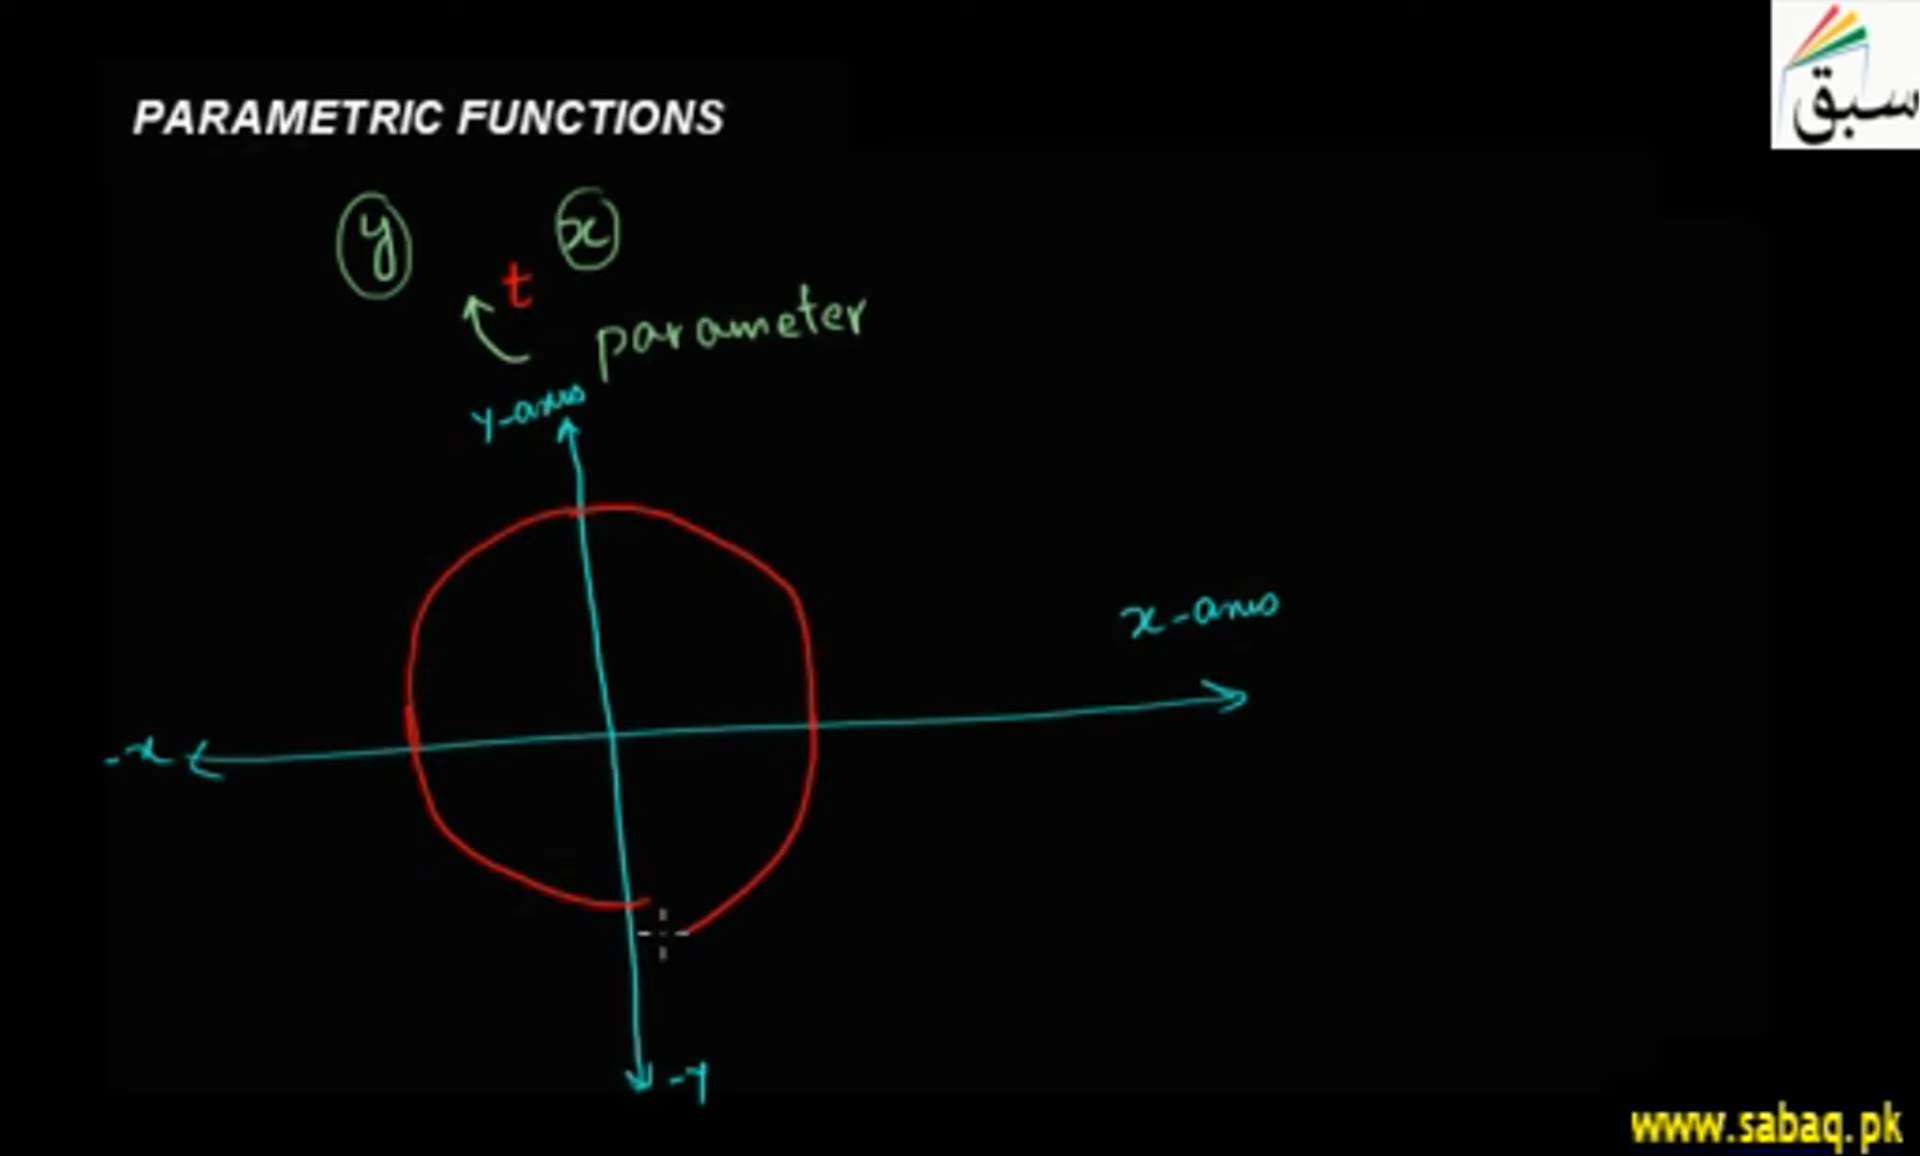 سبق
PARAMETRIC FUNCTIONS
y t x
parameter
Y-axis
x-axis
-x
-y
www.sabaq.pk